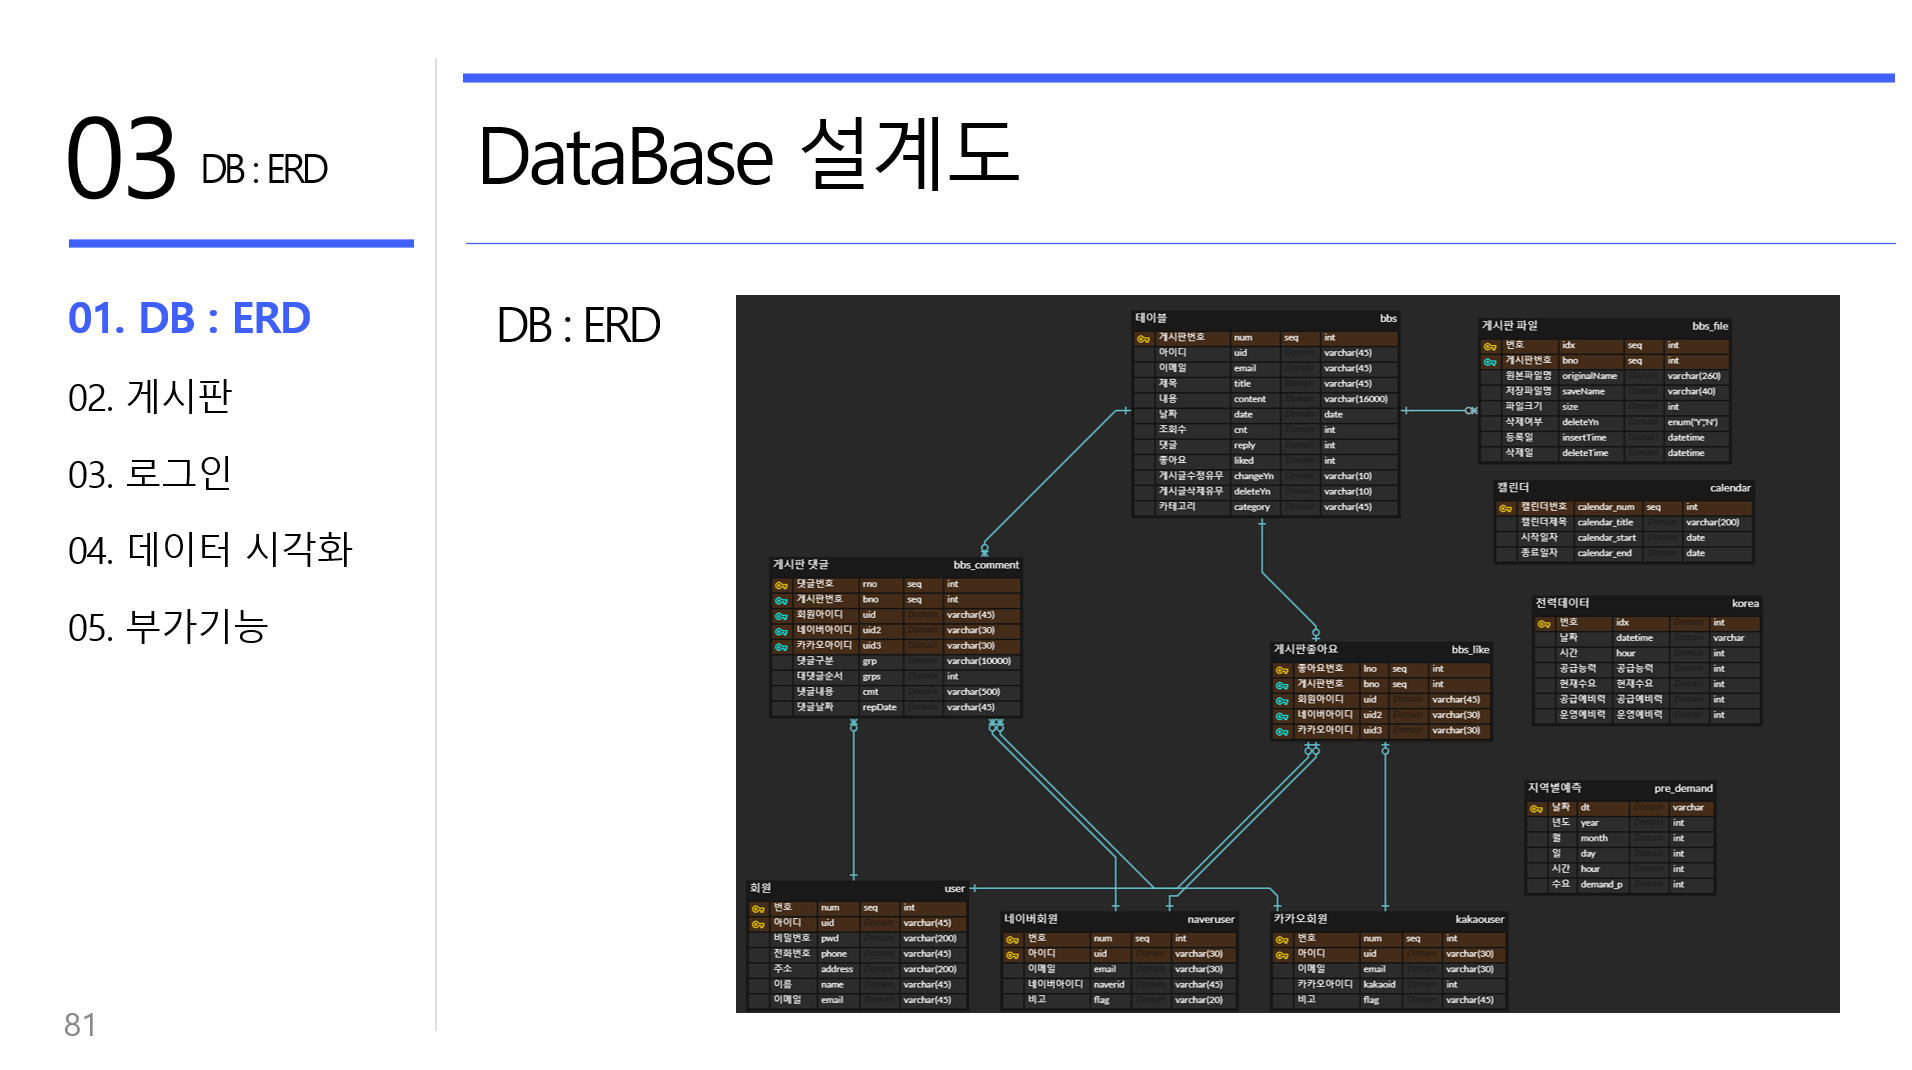 03 DB : ERD
01. DB : ERD
02. 게시판
03. 로그인
04. 데이터 시각화
05. 부가기능
81
DataBase 설계도
DB : ERD
테이블 bbs
게시판번호 num seq int
아이디 uid Domain varchar(45)
이메일 email Domain varchar(45)
제목 title Domain varchar(45)
내용 content Domain varchar(16000)
날짜 date Domain date
조회수 cnt Domain int
댓글 reply Domain int
좋아요 liked Domain int
게시글수정유무 changeYn Domain varchar(10)
게시글삭제유무 deleteYn Domain varchar(10)
카테고리 category Domain varchar(45)
게시판 파일 bbs_file
번호 idx seq int
게시판번호 bno seq int
원본파일명 originalName Domain varchar(260)
저장파일명 saveName Domain varchar(40)
파일크기 size Domain int
삭제여부 deleteYn Domain enum('Y','N')
등록일 insertTime Domain datetime
삭제일 deleteTime Domain datetime
캘린더 calendar
캘린더번호 calendar_num seq int
캘린더제목 calendar_title Domain varchar(200)
시작일자 calendar_start Domain date
종료일자 calendar_end Domain date
게시판 댓글 bbs_comment
댓글번호 rno seq int
게시판번호 bno seq int
회원아이디 uid Domain varchar(45)
네이버아이디 uid2 Domain varchar(30)
카카오아이디 uid3 Domain varchar(30)
댓글구분 grp Domain varchar(10000)
대댓글순서 grps Domain int
댓글내용 cmt Domain varchar(500)
댓글날짜 repDate Domain varchar(45)
전력데이터 korea
번호 idx Domain int
날짜 datetime Domain varchar
시간 hour Domain int
공급능력 공급능력 Domain int
현재수요 현재수요 Domain int
공급예비력 공급예비력 Domain int
운영예비력 운영예비력 Domain int
게시판좋아요 bbs_like
좋아요번호 lno seq int
게시판번호 bno seq int
회원아이디 uid Domain varchar(45)
네이버아이디 uid2 Domain varchar(30)
카카오아이디 uid3 Domain varchar(30)
지역별예측 pre_demand
날짜 dt Domain varchar
년도 year Domain int
월 month Domain int
일 day Domain int
시간 hour Domain int
수요 demand_p Domain int
회원 user
번호 num seq int
아이디 uid Domain varchar(45)
비밀번호 pwd Domain varchar(200)
전화번호 phone Domain varchar(45)
주소 address Domain varchar(200)
이름 name Domain varchar(45)
이메일 email Domain varchar(45)
네이버회원 naveruser
번호 num seq int
아이디 uid Domain varchar(30)
이메일 email Domain varchar(30)
네이버아이디 naverid Domain varchar(45)
비고 flag Domain varchar(20)
카카오회원 kakaouser
번호 num seq int
아이디 uid Domain varchar(30)
이메일 email Domain varchar(30)
카카오아이디 kakaoid Domain int
비고 flag Domain varchar(45)